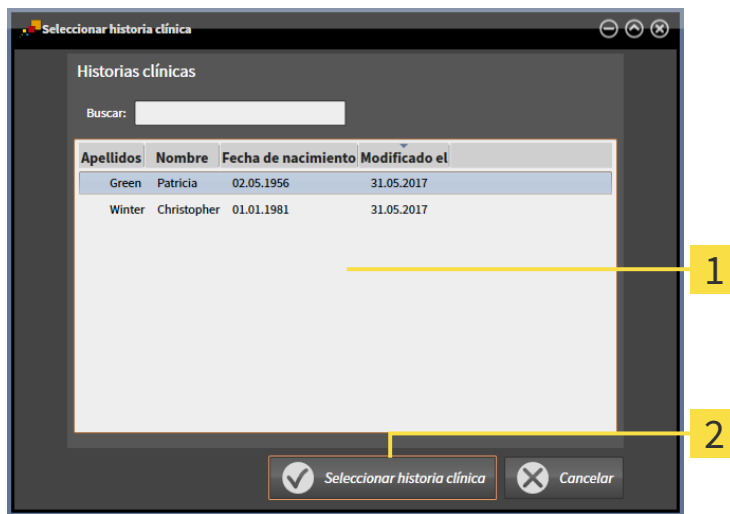 Seleccionar historia clínica
Historias clínicas
Buscar:
Apellidos Nombre Fecha de nacimiento Modificado el
Green Patricia 02.05.1956 31.05.2017
Winter Christopher 01.01.1981 31.05.2017
1
2
Seleccionar historia clínica Cancelar